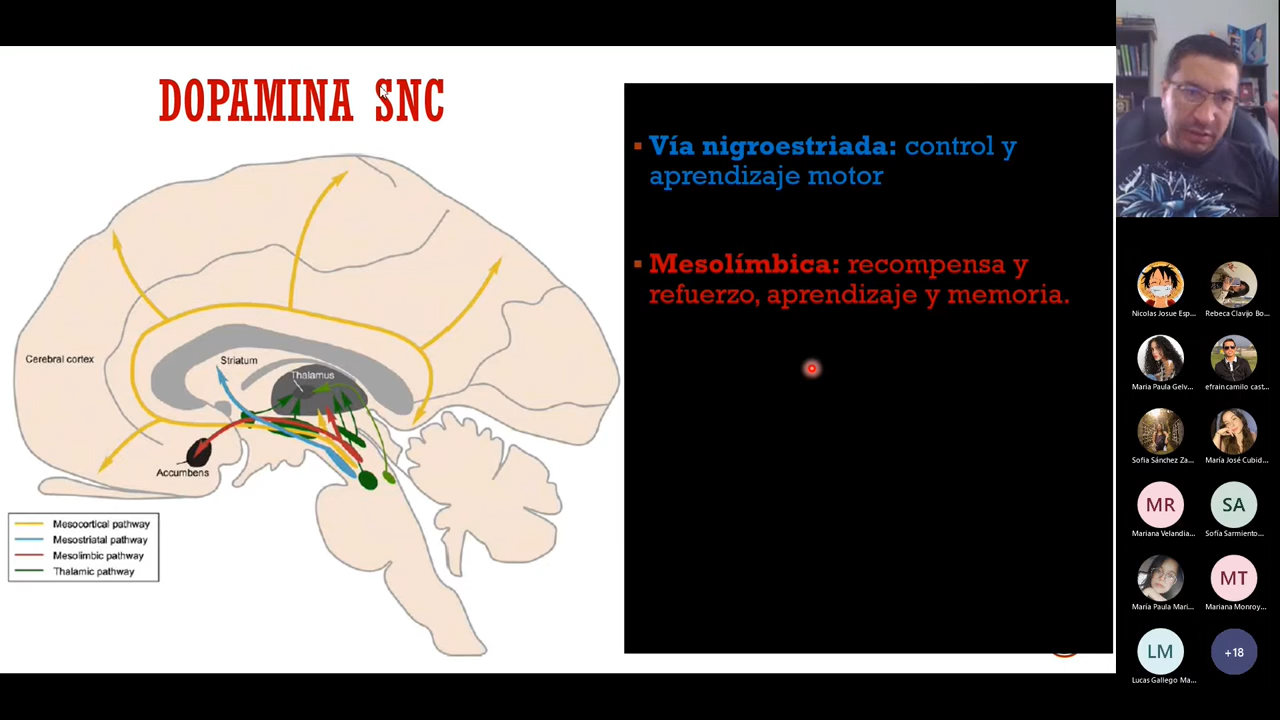 DOPAMINA SNC
Cerebral cortex
Striatum
Thalamus
Accumbens
Mesocortical pathway
Mesostriatal pathway
Mesolimbic pathway
Thalamic pathway
Vía nigroestriada: control y
aprendizaje motor
Mesolímbica: recompensa y
refuerzo, aprendizaje y memoria.
Nicolas Josue Esp...
Rebeca Clavijo Bo...
Maria Paula Gelv...
efrain camilo cast...
Sofia Sánchez Za...
María José Cubid...
MR
SA
Mariana Velandia...
Sofía Sarmiento...
MT
María Paula Mari...
Mariana Monroy...
LM
+18
Lucas Gallego Ma...